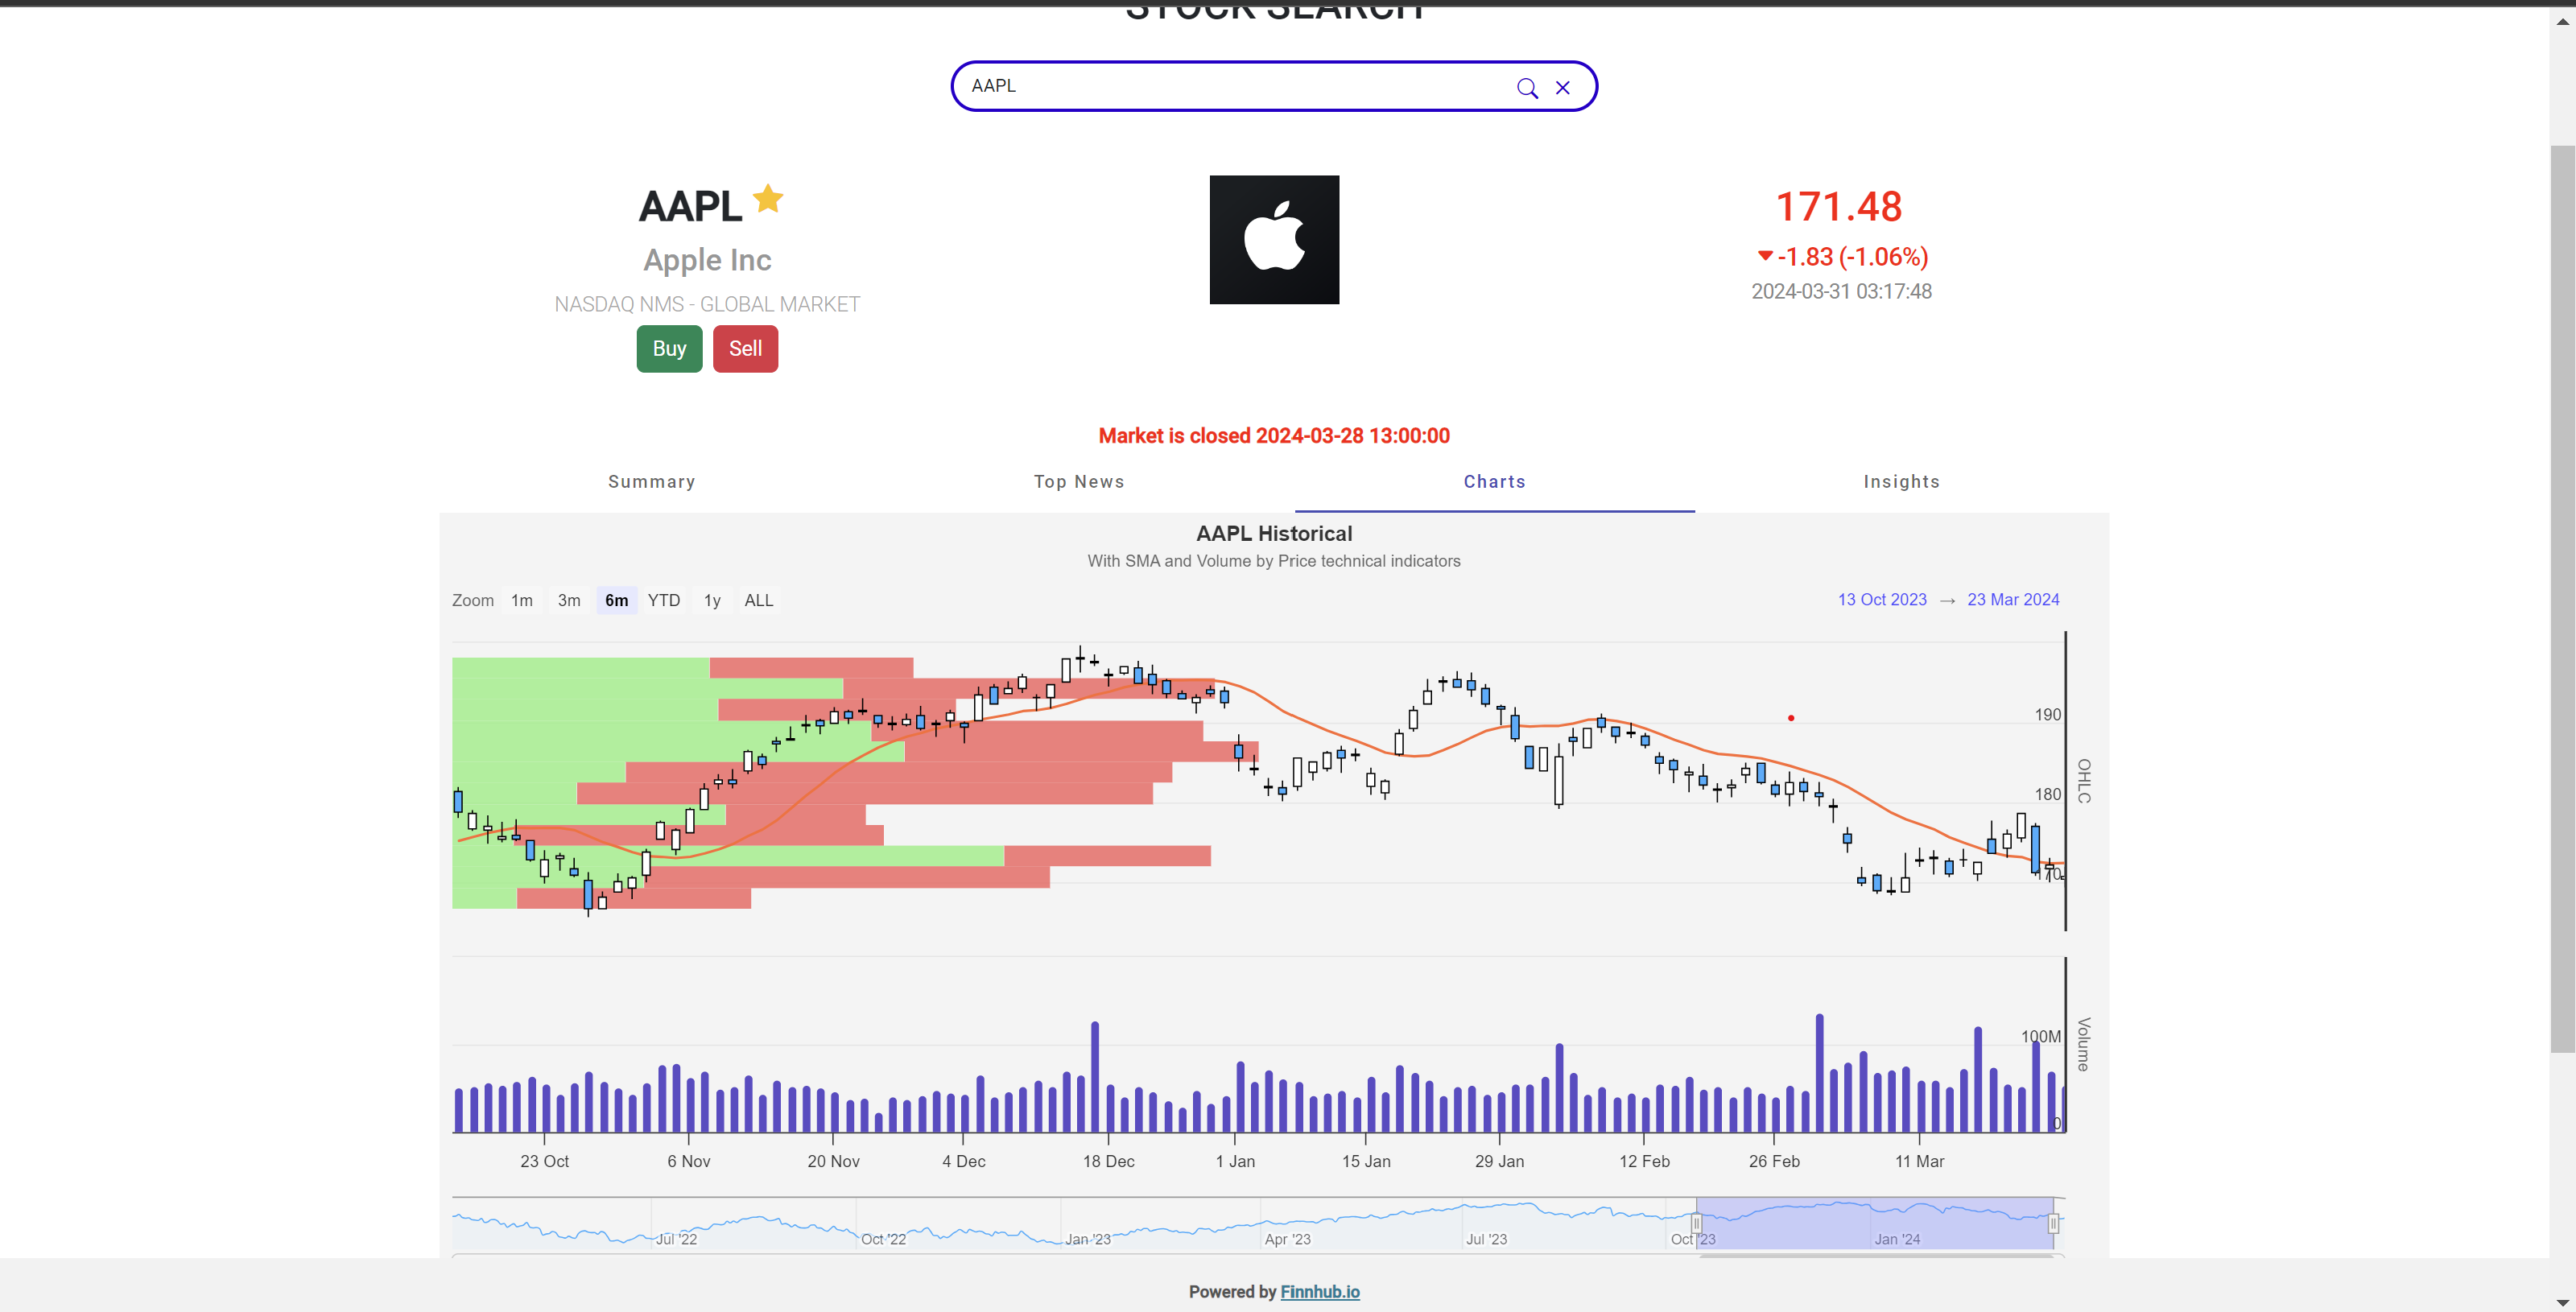 STOCK SEARCH
AAPL
AAPL
Apple Inc
NASDAQ NMS - GLOBAL MARKET
Buy Sell
171.48
-1.83 (-1.06%)
2024-03-31 03:17:48
Market is closed 2024-03-28 13:00:00
Summary Top News Charts Insights
AAPL Historical
With SMA and Volume by Price technical indicators
Zoom 1m 3m 6m YTD 1y ALL
13 Oct 2023 → 23 Mar 2024
190
180
170
OHLC
100M
0
Volume
23 Oct 6 Nov 20 Nov 4 Dec 18 Dec 1 Jan 15 Jan 29 Jan 12 Feb 26 Feb 11 Mar
Jul '22 Oct '22 Jan '23 Apr '23 Jul '23 Oct '23 Jan '24
Powered by Finnhub.io